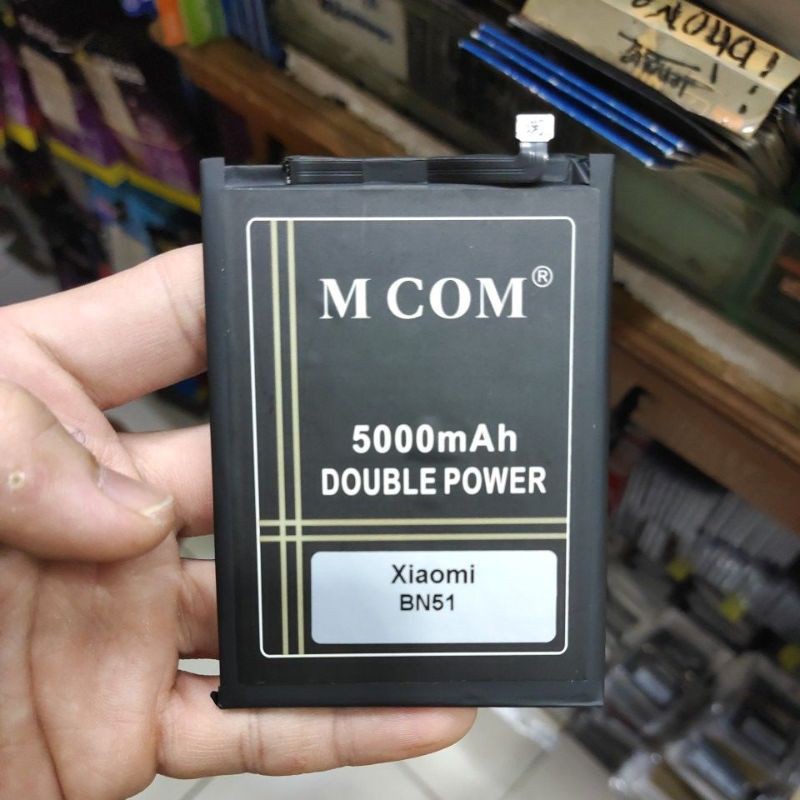 M COM®
5000mAh
DOUBLE POWER
Xiaomi
BN51